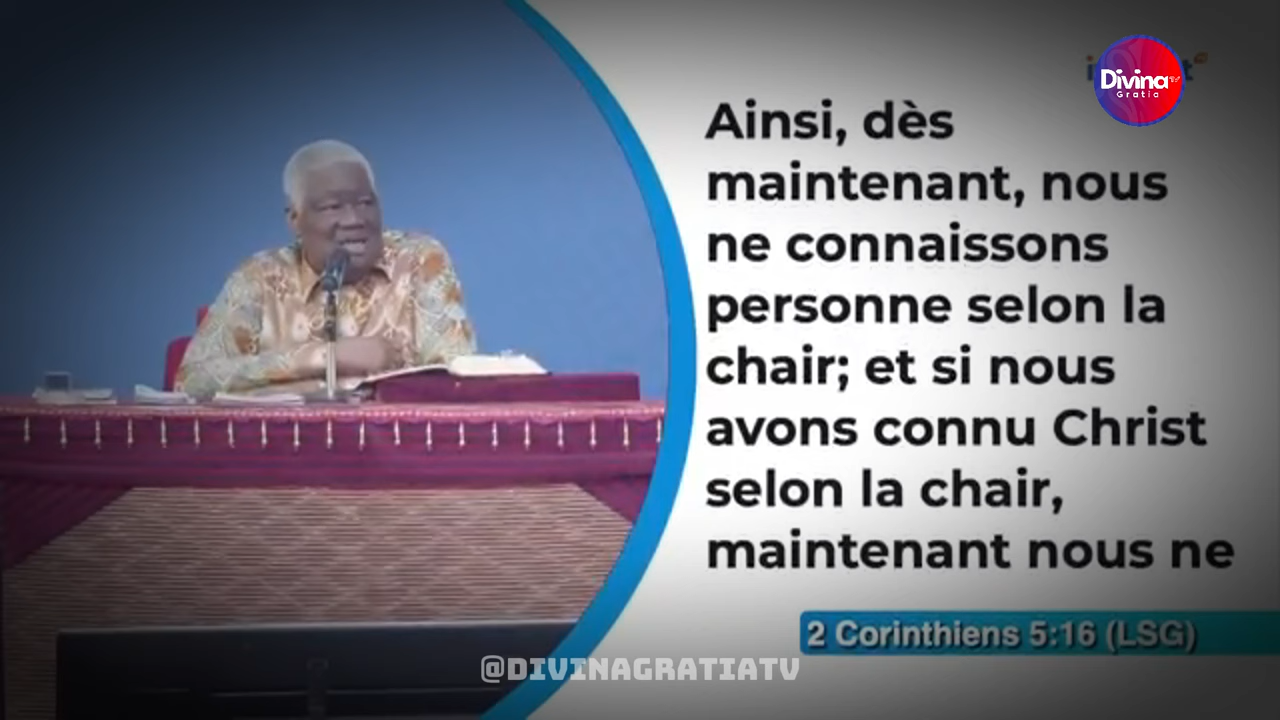 Divina TV
Gratia
Ainsi, dès
maintenant, nous
ne connaissons
personne selon la
chair; et si nous
avons connu Christ
selon la chair,
maintenant nous ne
2 Corinthiens 5:16 (LSG)
@DIVINAGRATIATV